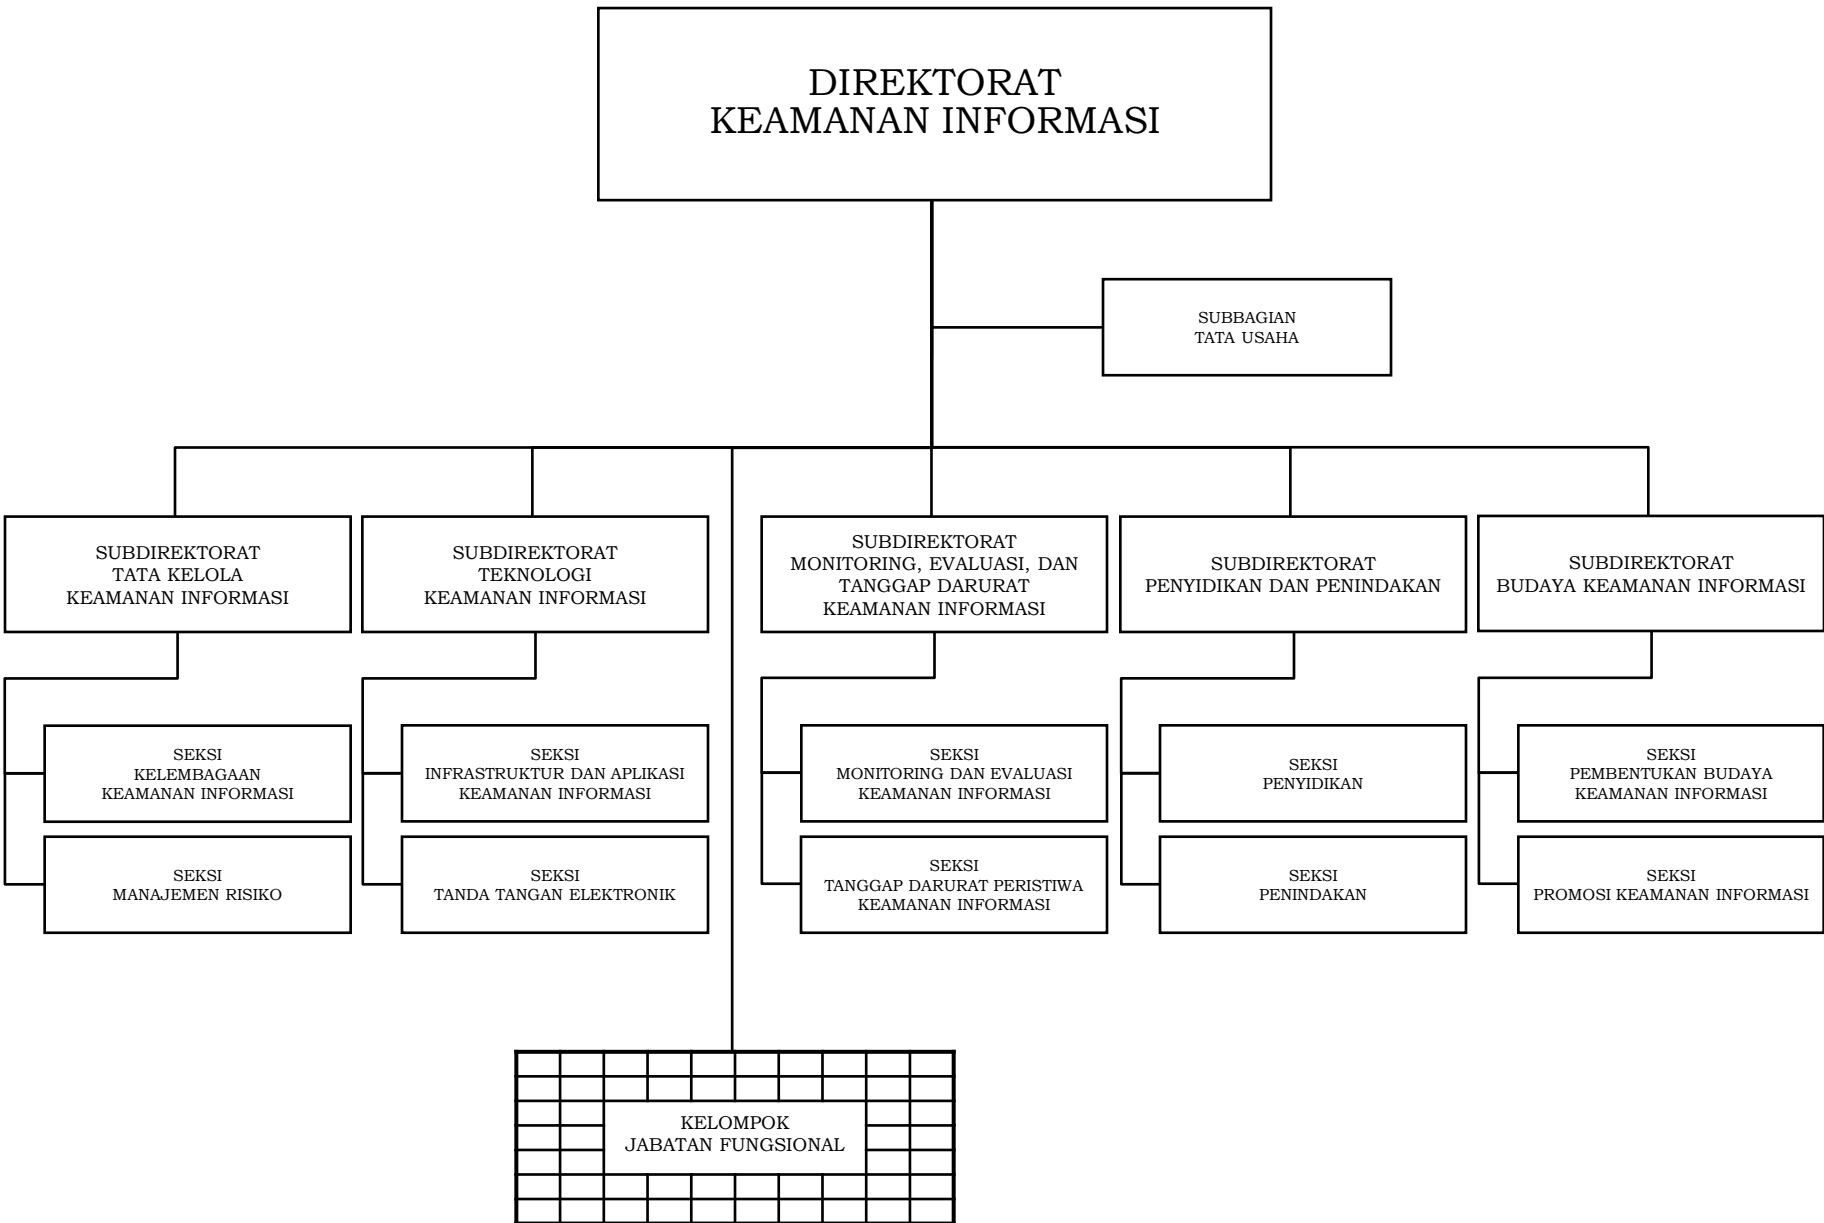 DIREKTORAT
KEAMANAN INFORMASI
SUBBAGIAN
TATA USAHA
SUBDIREKTORAT
TATA KELOLA
KEAMANAN INFORMASI
SUBDIREKTORAT
TEKNOLOGI
KEAMANAN INFORMASI
SUBDIREKTORAT
MONITORING, EVALUASI, DAN
TANGGAP DARURAT
KEAMANAN INFORMASI
SUBDIREKTORAT
PENYIDIKAN DAN PENINDAKAN
SUBDIREKTORAT
BUDAYA KEAMANAN INFORMASI
SEKSI
KELEMBAGAAN
KEAMANAN INFORMASI
SEKSI
INFRASTRUKTUR DAN APLIKASI
KEAMANAN INFORMASI
SEKSI
MONITORING DAN EVALUASI
KEAMANAN INFORMASI
SEKSI
PENYIDIKAN
SEKSI
PEMBENTUKAN BUDAYA
KEAMANAN INFORMASI
SEKSI
MANAJEMEN RISIKO
SEKSI
TANDA TANGAN ELEKTRONIK
SEKSI
TANGGAP DARURAT PERISTIWA
KEAMANAN INFORMASI
SEKSI
PENINDAKAN
SEKSI
PROMOSI KEAMANAN INFORMASI
KELOMPOK
JABATAN FUNGSIONAL